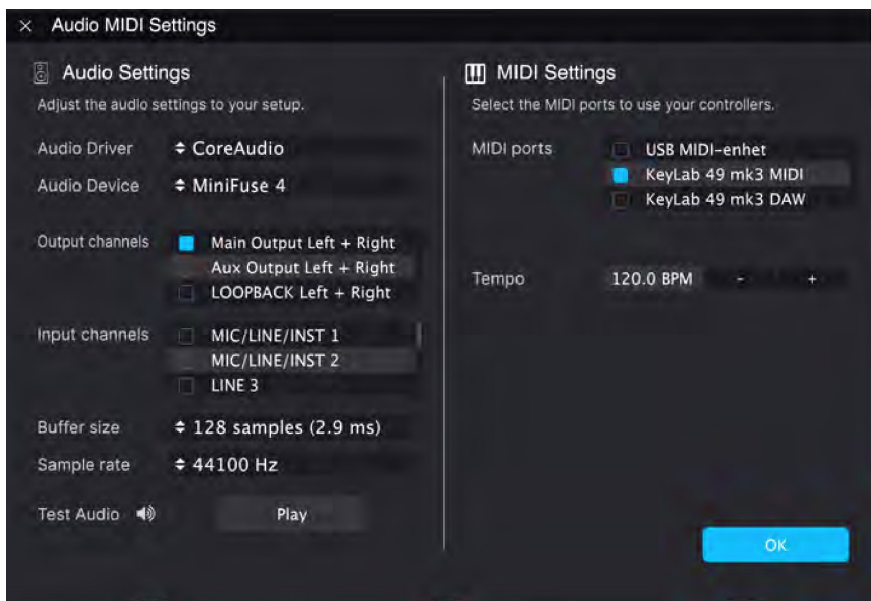 × Audio MIDI Settings
Audio Settings
Adjust the audio settings to your setup.
Audio Driver CoreAudio
Audio Device MiniFuse 4
Output channels Main Output Left + Right
Aux Output Left + Right
LOOPBACK Left + Right
Input channels MIC/LINE/INST 1
MIC/LINE/INST 2
LINE 3
Buffer size 128 samples (2.9 ms)
Sample rate 44100 Hz
Test Audio Play
MIDI Settings
Select the MIDI ports to use your controllers.
MIDI ports USB MIDI-enhet
KeyLab 49 mk3 MIDI
KeyLab 49 mk3 DAW
Tempo 120.0 BPM - +
OK